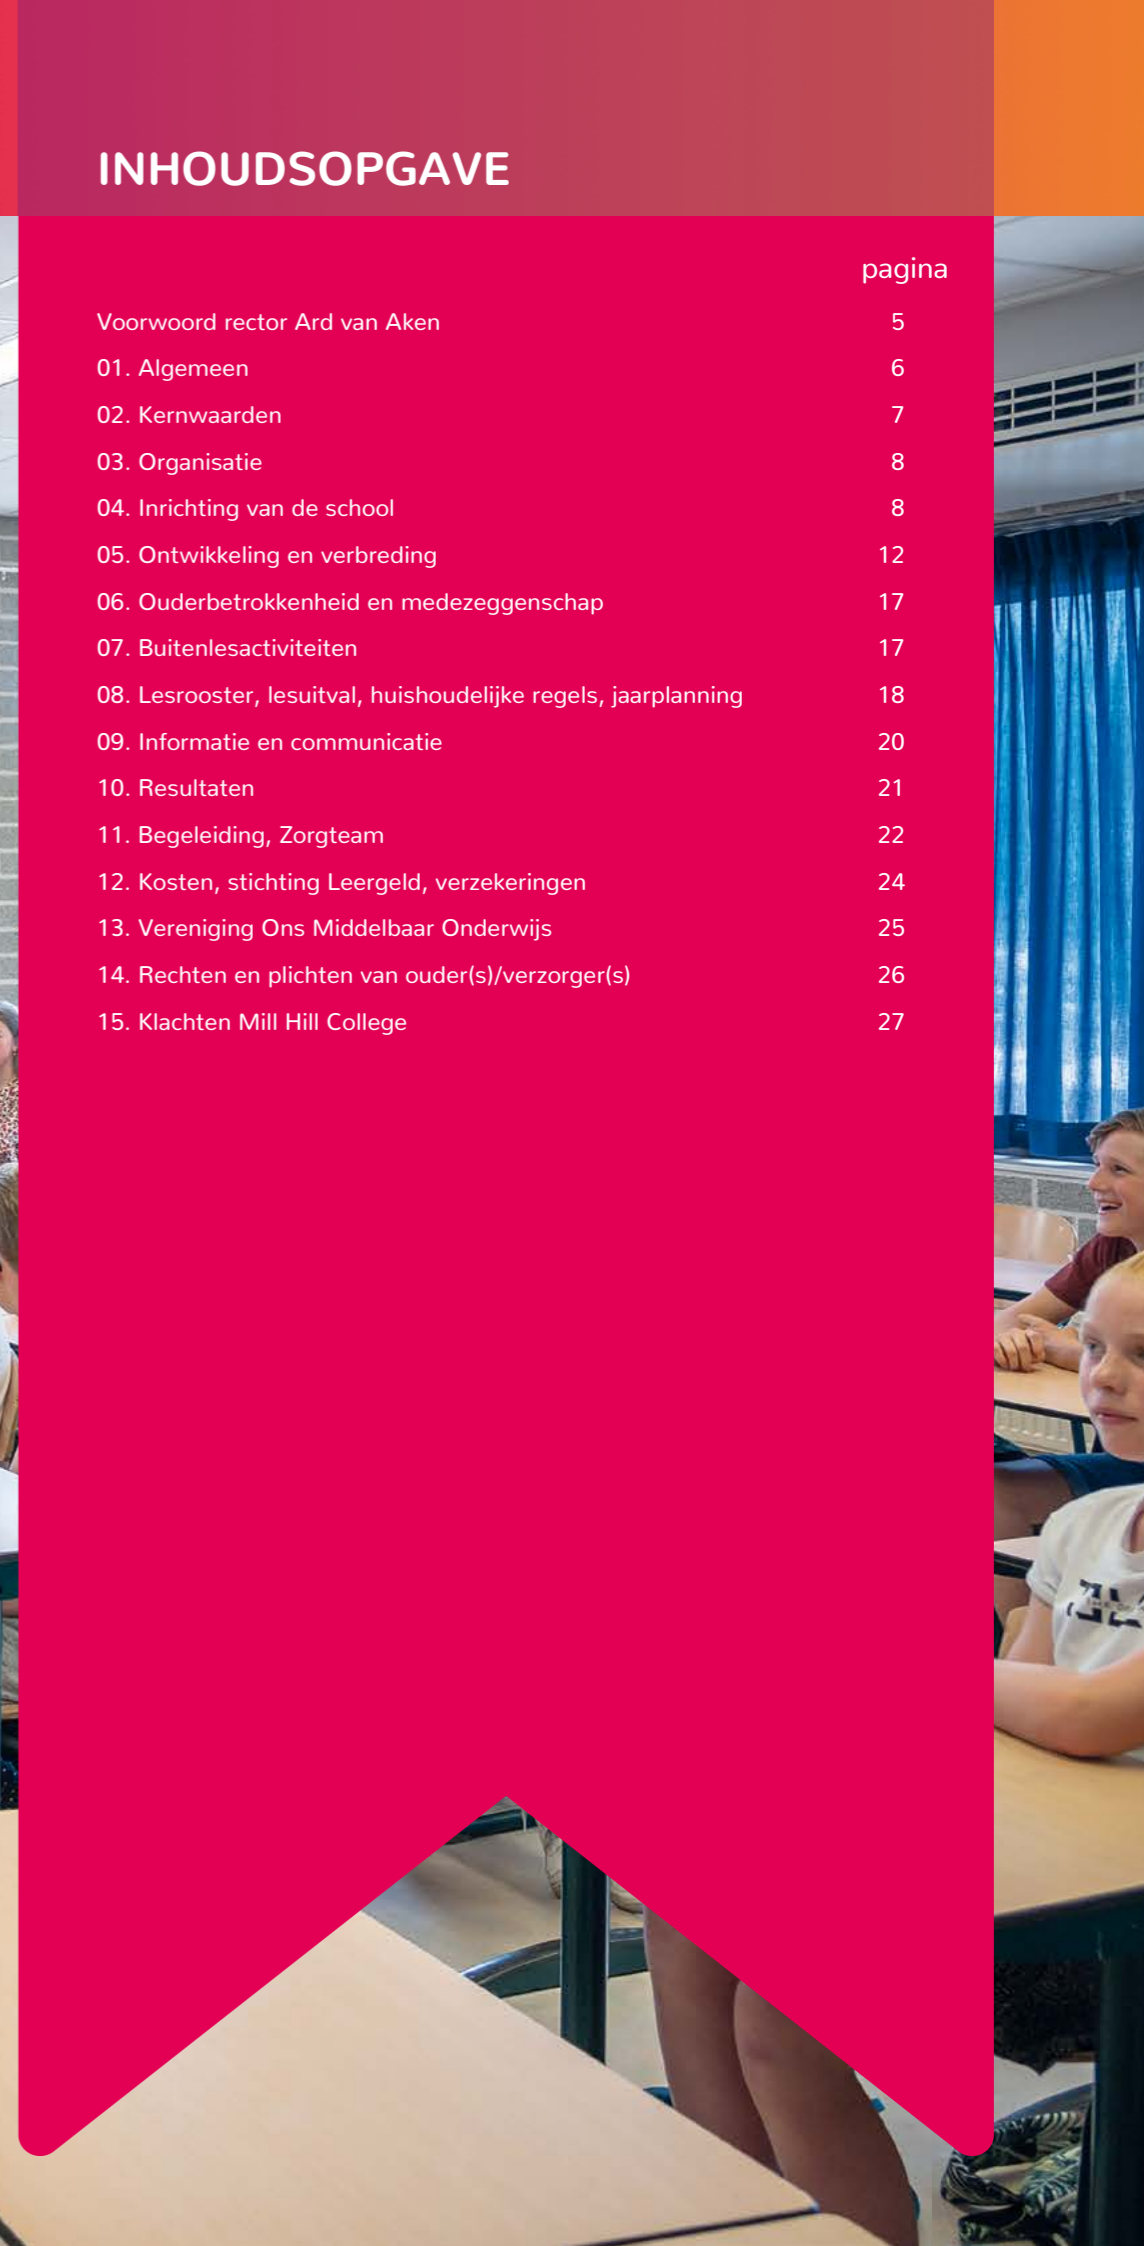 INHOUDSOPGAVE
pagina
Voorwoord rector Ard van Aken 5
01. Algemeen 6
02. Kernwaarden 7
03. Organisatie 8
04. Inrichting van de school 8
05. Ontwikkeling en verbreding 12
06. Ouderbetrokkenheid en medezeggenschap 17
07. Buitenlesactiviteiten 17
08. Lesrooster, lesuitval, huishoudelijke regels, jaarplanning 18
09. Informatie en communicatie 20
10. Resultaten 21
11. Begeleiding, Zorgteam 22
12. Kosten, stichting Leergeld, verzekeringen 24
13. Vereniging Ons Middelbaar Onderwijs 25
14. Rechten en plichten van ouder(s)/verzorger(s) 26
15. Klachten Mill Hill College 27